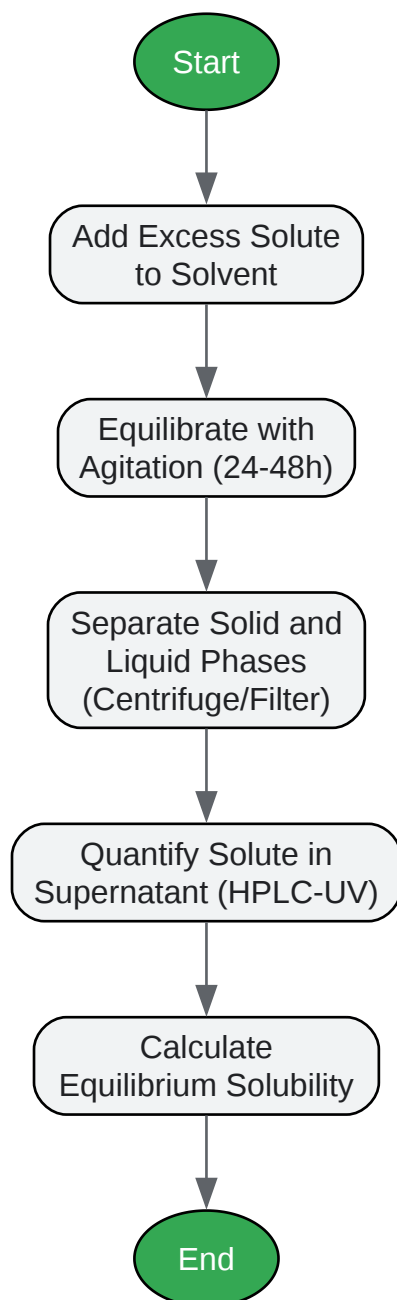 Start
Add Excess Solute
to Solvent
Equilibrate with
Agitation (24-48h)
Separate Solid and
Liquid Phases
(Centrifuge/Filter)
Quantify Solute in
Supernatant (HPLC-UV)
Calculate
Equilibrium Solubility
End